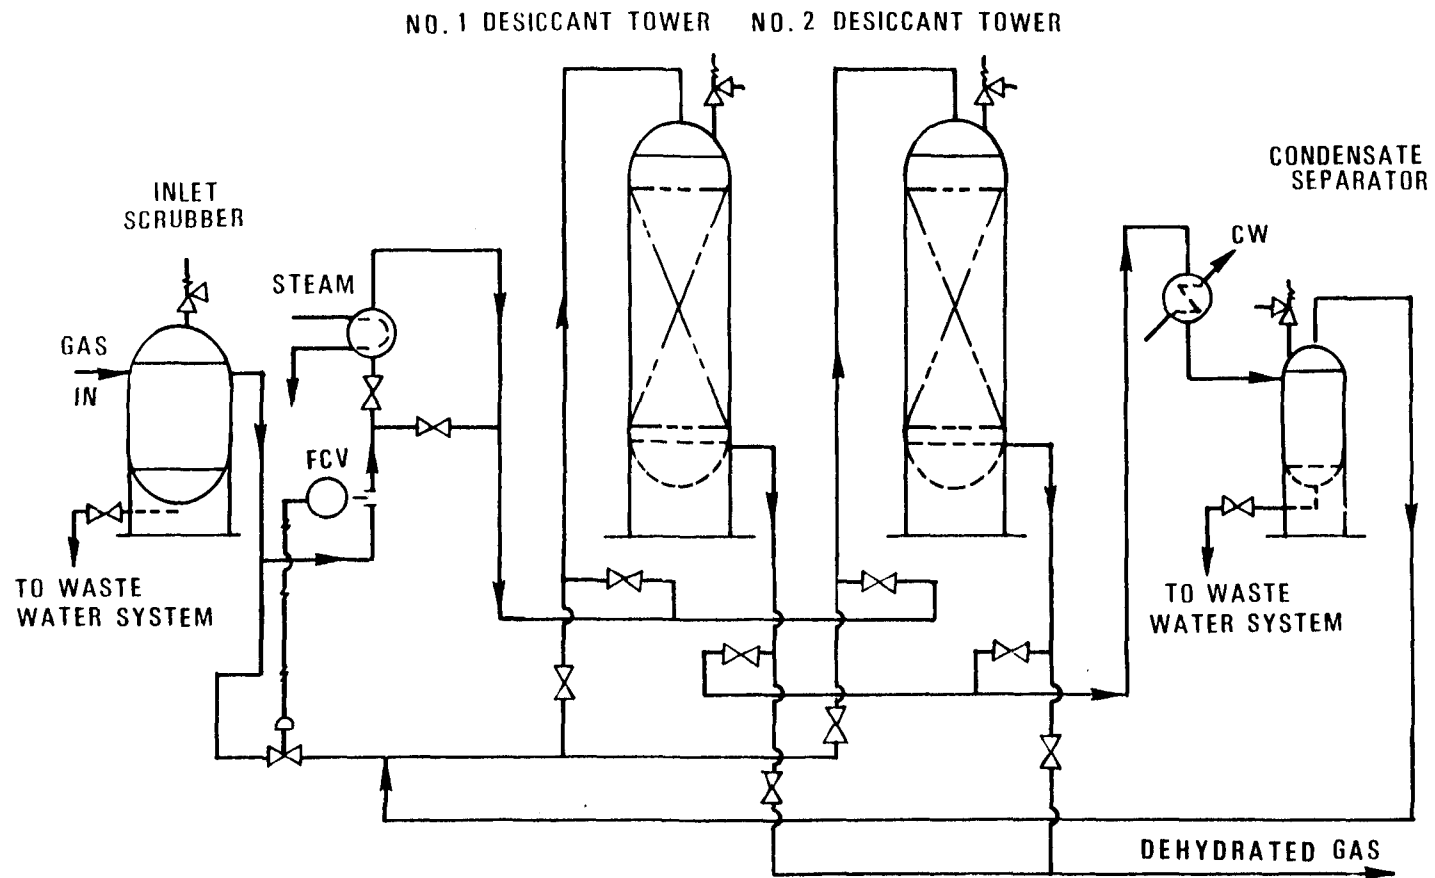 NO. 1 DESICCANT TOWER
NO. 2 DESICCANT TOWER
CONDENSATE
SEPARATOR
INLET
SCRUBBER
CW
STEAM
GAS
IN
FCV
TO WASTE
WATER SYSTEM
TO WASTE
WATER SYSTEM
DEHYDRATED GAS